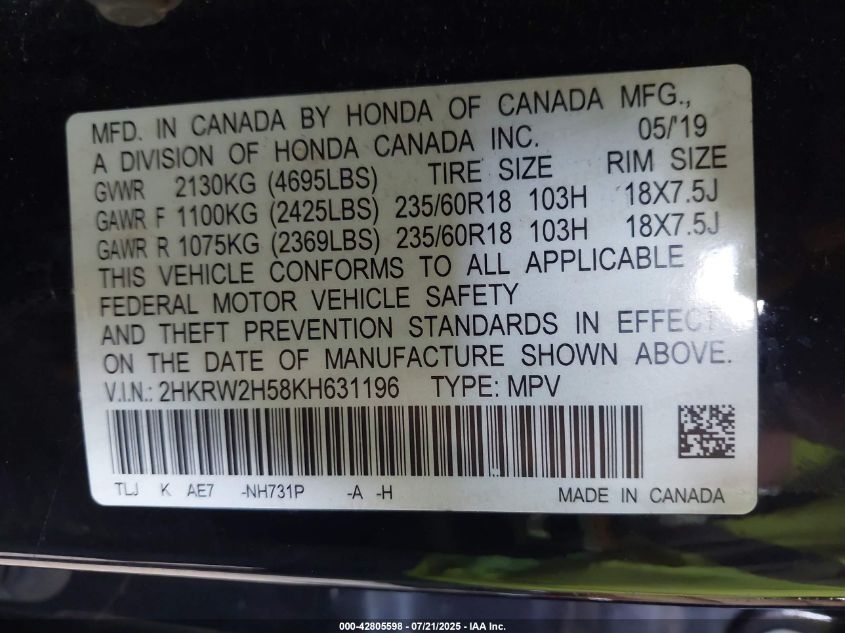 MFD. IN CANADA BY HONDA OF CANADA MFG.,
A DIVISION OF HONDA CANADA INC. 05/'19
GVWR 2130KG (4695LBS) TIRE SIZE RIM SIZE
GAWR F 1100KG (2425LBS) 235/60R18 103H 18X7.5J
GAWR R 1075KG (2369LBS) 235/60R18 103H 18X7.5J
THIS VEHICLE CONFORMS TO ALL APPLICABLE
FEDERAL MOTOR VEHICLE SAFETY
AND THEFT PREVENTION STANDARDS IN EFFECT
ON THE DATE OF MANUFACTURE SHOWN ABOVE.
V.I.N.: 2HKRW2H58KH631196 TYPE: MPV
TLJ K AE7 -NH731P -A -H MADE IN CANADA
000-42805598 - 07/21/2025 - IAA Inc.